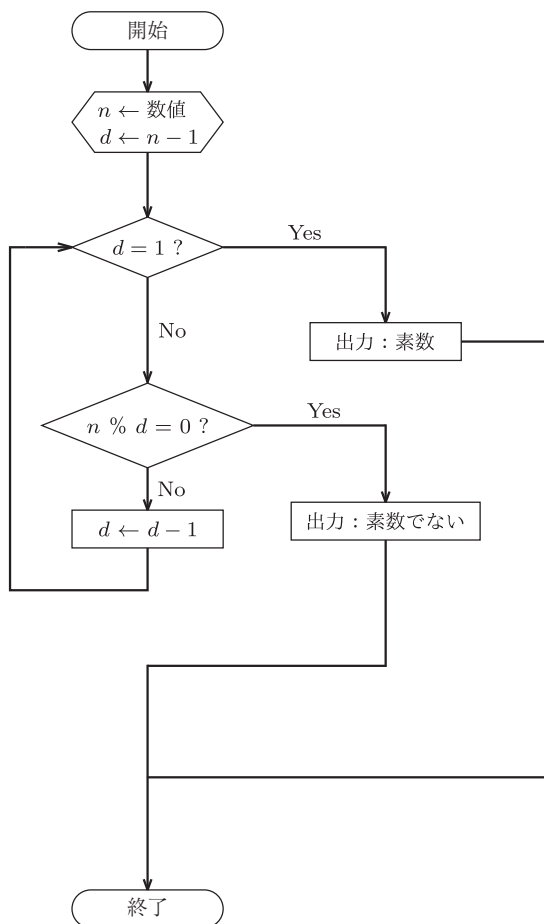 開始
n ← 数値
d ← n − 1
d = 1 ?
Yes
No
出力：素数
n % d = 0 ?
Yes
No
d ← d − 1
出力：素数でない
終了